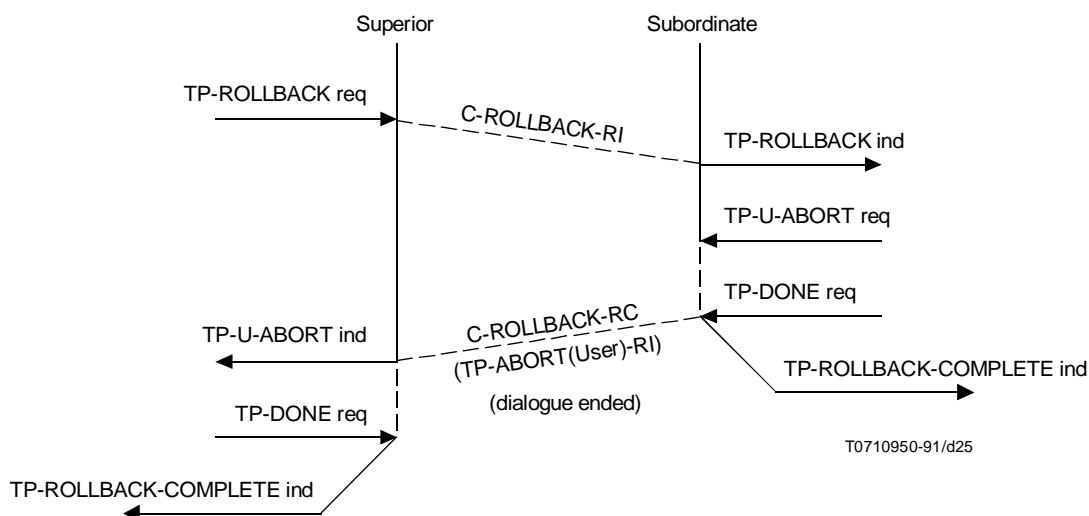 Superior
Subordinate
TP-ROLLBACK req
C-ROLLBACK-RI
TP-ROLLBACK ind
TP-U-ABORT req
TP-DONE req
C-ROLLBACK-RC
TP-U-ABORT ind
(TP-ABORT(User)-RI)
TP-ROLLBACK-COMPLETE ind
(dialogue ended)
TP-DONE req
T0710950-91/d25
TP-ROLLBACK-COMPLETE ind